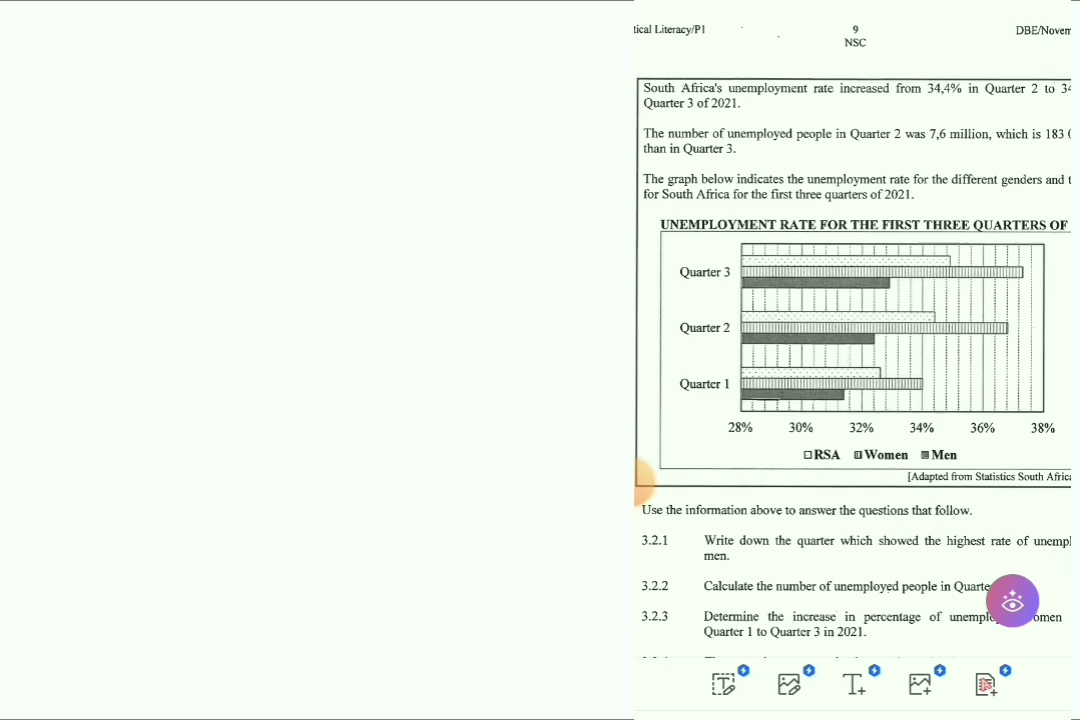 tical Literacy/P1 9 DBE/Novem
NSC
South Africa's unemployment rate increased from 34,4% in Quarter 2 to 34
Quarter 3 of 2021.
The number of unemployed people in Quarter 2 was 7,6 million, which is 183
than in Quarter 3.
The graph below indicates the unemployment rate for the different genders and
for South Africa for the first three quarters of 2021.
UNEMPLOYMENT RATE FOR THE FIRST THREE QUARTERS OF
Quarter 3
Quarter 2
Quarter 1
28% 30% 32% 34% 36% 38%
RSA Women Men
[Adapted from Statistics South Africa
Use the information above to answer the questions that follow.
3.2.1 Write down the quarter which showed the highest rate of unempl
men.
3.2.2 Calculate the number of unemployed people in Quarte
3.2.3 Determine the increase in percentage of unempl omen
Quarter 1 to Quarter 3 in 2021.